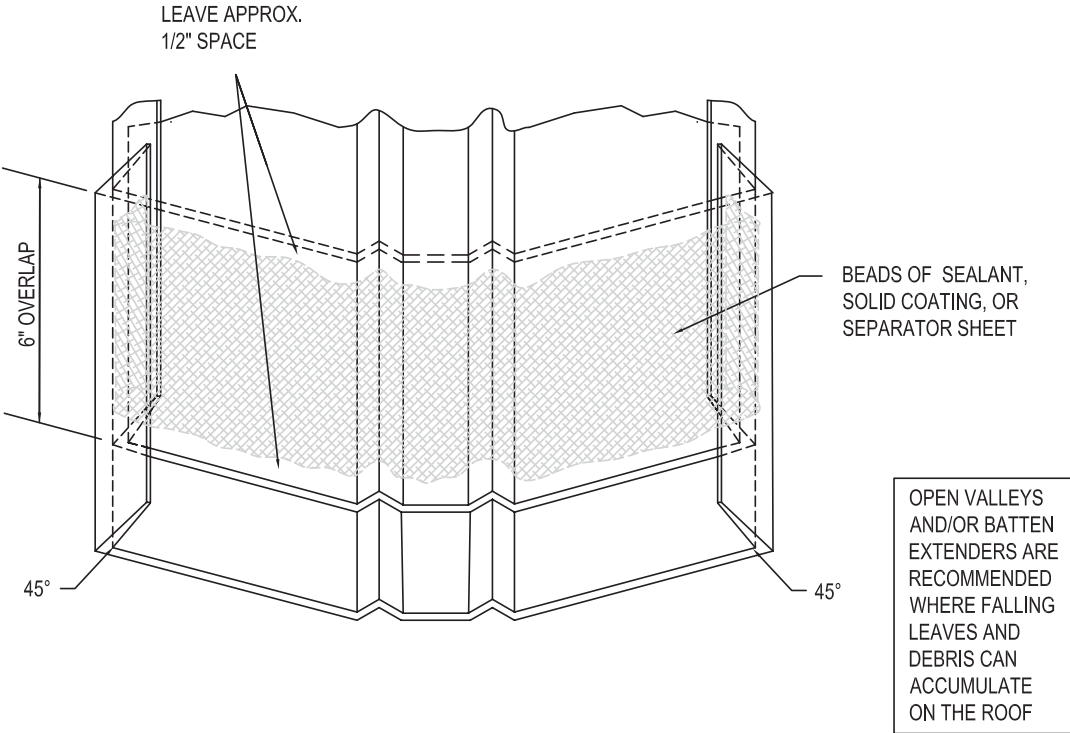 LEAVE APPROX.
1/2" SPACE
6" OVERLAP
BEADS OF SEALANT,
SOLID COATING, OR
SEPARATOR SHEET
45°
45°
OPEN VALLEYS
AND/OR BATTEN
EXTENDERS ARE
RECOMMENDED
WHERE FALLING
LEAVES AND
DEBRIS CAN
ACCUMULATE
ON THE ROOF